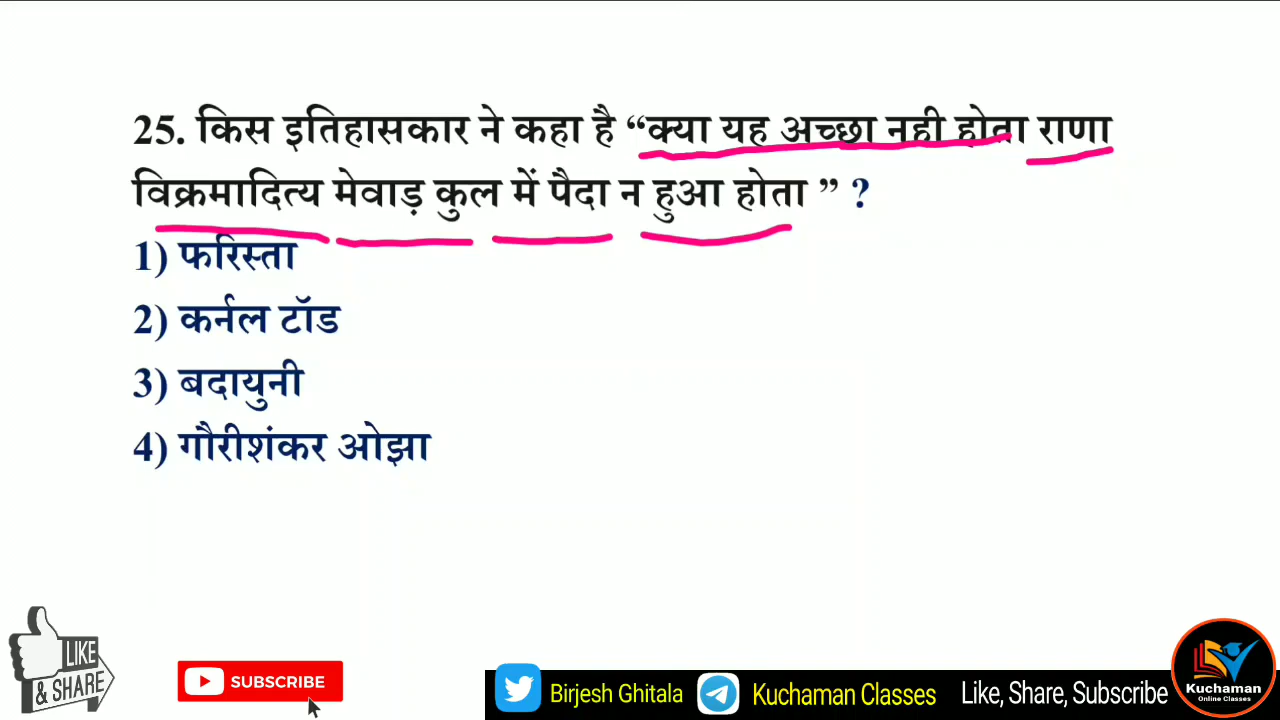 25. किस इतिहासकार ने कहा है “क्या यह अच्छा नही होता राणा
विक्रमादित्य मेवाड़ कुल में पैदा न हुआ होता ” ?
1) फरिस्ता
2) कर्नल टॉड
3) बदायुनी
4) गौरीशंकर ओझा
LIKE
& SHARE
SUBSCRIBE
Birjesh Ghitala
Kuchaman Classes
Like, Share, Subscribe
Kuchaman
Online Classes